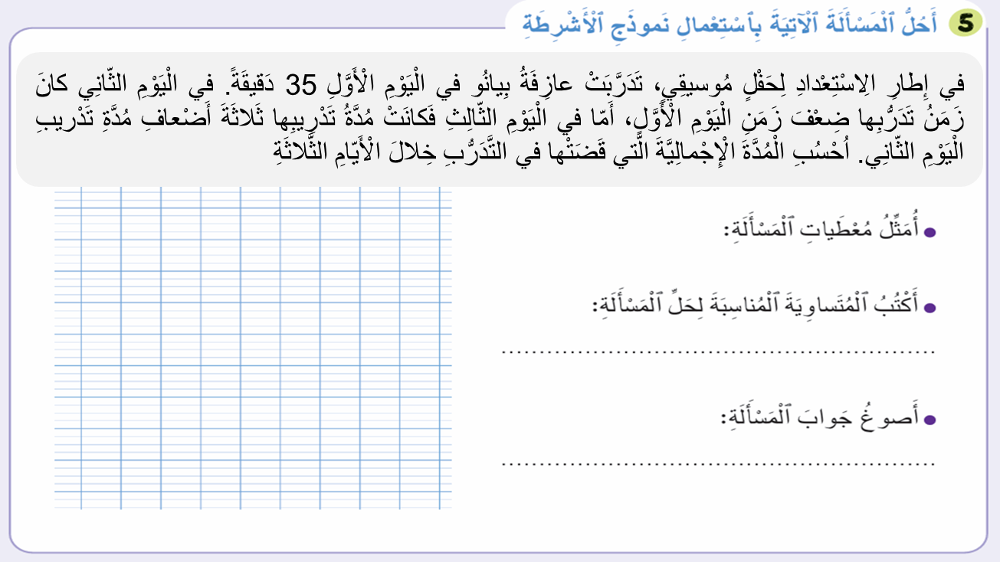 5 أَحُلُّ ٱلْمَسْأَلَةَ ٱلْآتِيَةَ بِٱسْتِعْمالِ نَموذَجِ ٱلْأَشْرِطَةِ
في إِطارِ الِاسْتِعْدادِ لِحَفْلٍ مُوسيقِي، تَدَرَّبَتْ عازِفَةُ بِيانُو في الْيَوْمِ الْأَوَّلِ 35 دَقيقَةً. في الْيَوْمِ الثّانِي كانَ
زَمَنُ تَدَرُّبِها ضِعْفَ زَمَنِ الْيَوْمِ الْأَوَّلِ، أَمّا في الْيَوْمِ الثّالِثِ فَكانَتْ مُدَّةُ تَدْرِيبِها ثَلاثَةَ أَضْعافِ مُدَّةِ تَدْريبِ
الْيَوْمِ الثّانِي. اُحْسُبِ الْمُدَّةَ الْإِجْمالِيَّةَ الَّتي قَضَتْها في التَّدَرُّبِ خِلالَ الْأَيّامِ الثَّلاثَةِ
● أُمَثِّلُ مُعْطَياتِ ٱلْمَسْأَلَةِ:
● أَكْتُبُ ٱلْمُتَساوِيَةَ ٱلْمُناسِبَةَ لِحَلِّ ٱلْمَسْأَلَةِ:
.........................................................
● أَصوغُ جَوابَ ٱلْمَسْأَلَةِ:
.........................................................